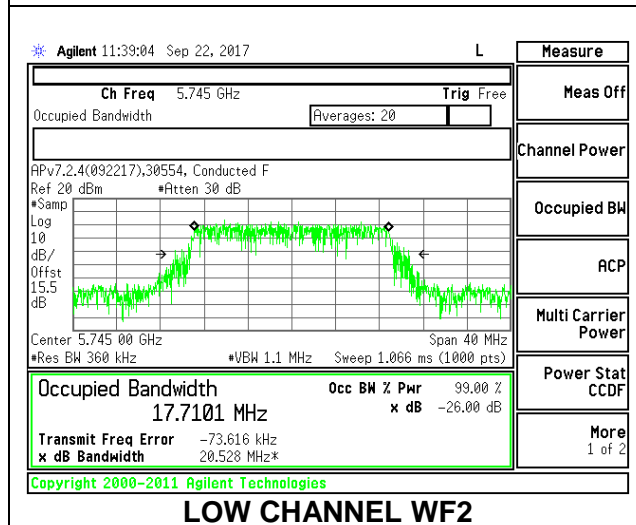 Agilent 11:39:04 Sep 22, 2017 L
Measure
Ch Freq 5.745 GHz Trig Free
Meas Off
Occupied Bandwidth Averages: 20
Channel Power
APv7.2.4(092217),30554, Conducted F
Ref 20 dBm #Atten 30 dB
#Samp
Log
10
dB/
Offst
15.5
dB
Occupied BW
ACP
Multi Carrier
Power
Center 5.745 00 GHz Span 40 MHz
#Res BW 360 kHz #VBW 1.1 MHz Sweep 1.066 ms (1000 pts)
Occupied Bandwidth Occ BW % Pwr 99.00 %
17.7101 MHz x dB -26.00 dB
Transmit Freq Error -73.616 kHz
x dB Bandwidth 20.528 MHz*
Power Stat
CCDF
More
1 of 2
Copyright 2000-2011 Agilent Technologies
LOW CHANNEL WF2